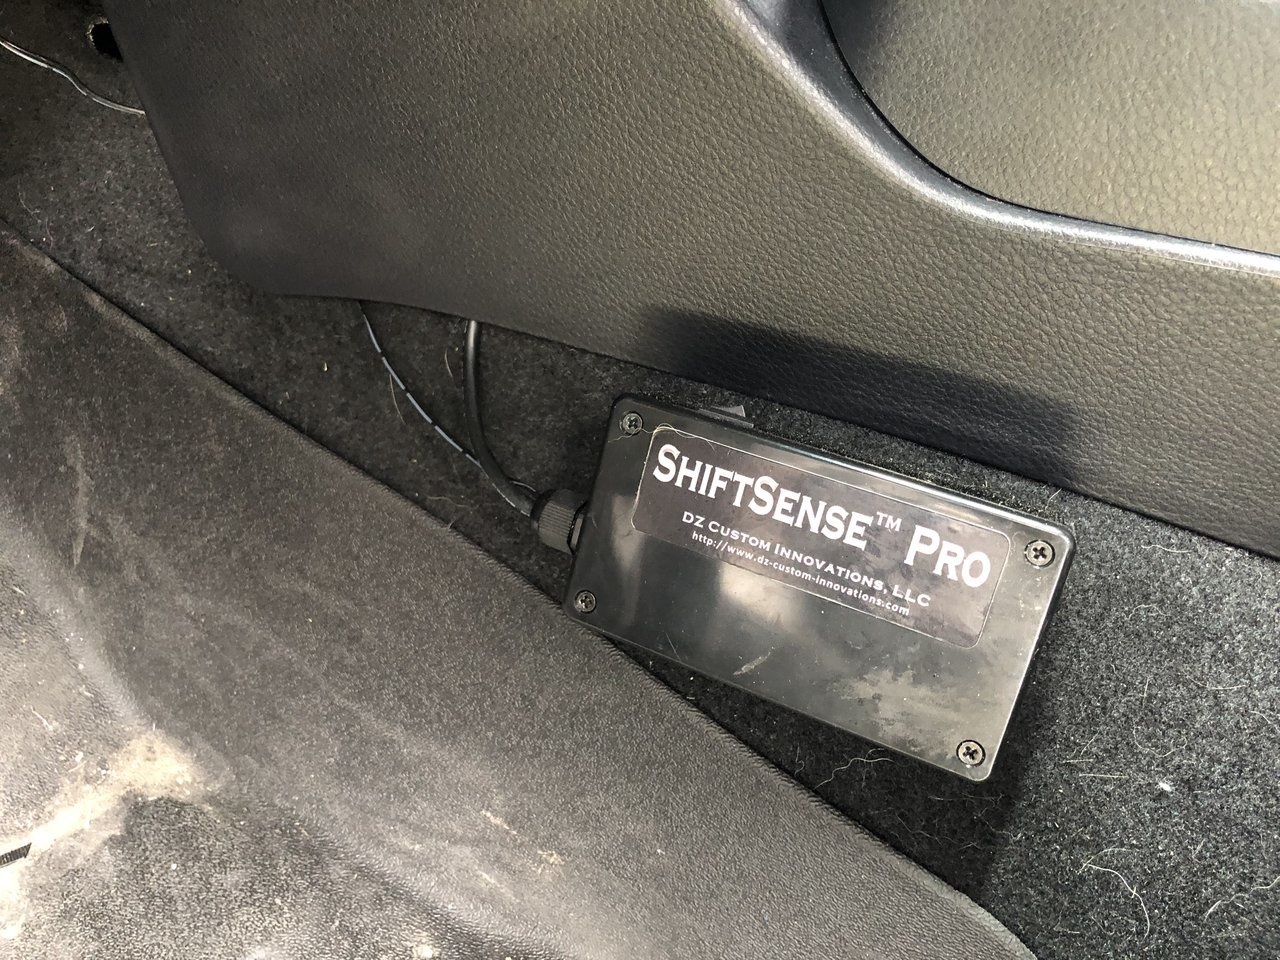 ShiftSense™ Pro
DZ Custom Innovations, LLC
http://www.dz-custom-innovations.com